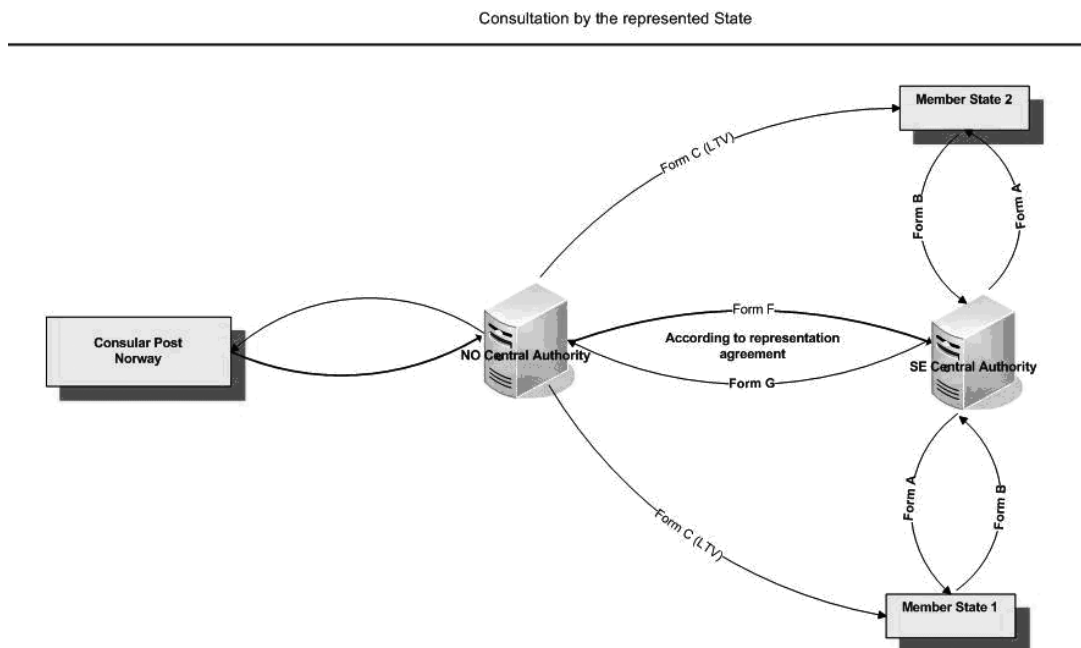 Consultation by the represented State
Member State 2
Form C (LTV)
Form B
Form A
Form F
According to representation
agreement
Consular Post
Norway
NO Central Authority
SE Central Authority
Form G
Form A
Form B
Form C (LTV)
Member State 1